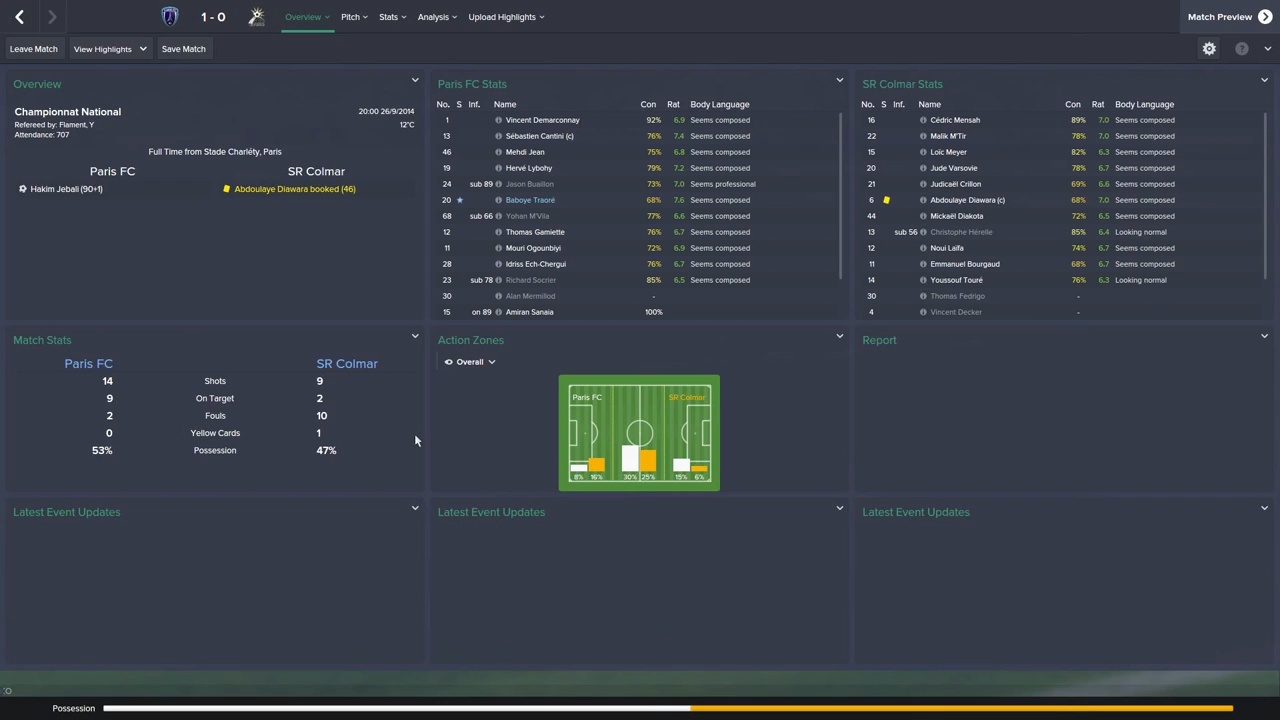 1 - 0
Overview
Pitch
Stats
Analysis
Upload Highlights
Match Preview
Leave Match
View Highlights
Save Match
Overview
Championnat National
20:00 26/9/2014
Refereed by: Flament, Y
12°C
Attendance: 707
Full Time from Stade Charléty, Paris
Paris FC
SR Colmar
Hakim Jebali (90+1)
Abdoulaye Diawara booked (46)
Paris FC Stats
No. S Inf. Name Con Rat Body Language
1 Vincent Demarconnay 92% 6.9 Seems composed
13 Sébastien Cantini (c) 76% 7.4 Seems composed
46 Mehdi Jean 75% 6.8 Seems composed
19 Hervé Lybohy 79% 7.2 Seems composed
24 sub 89 Jason Buaillon 73% 7.0 Seems professional
20 Baboye Traoré 68% 7.6 Seems composed
68 sub 66 Yohan M'Vila 77% 6.6 Seems composed
12 Thomas Gamiette 76% 6.7 Seems composed
11 Mouri Ogounbiyi 72% 6.9 Seems composed
28 Idriss Ech-Chergui 76% 6.7 Seems composed
23 sub 78 Richard Socrier 85% 6.5 Seems composed
30 Alan Mermillod -
15 on 89 Amiran Sanaia 100%
SR Colmar Stats
No. S Inf. Name Con Rat Body Language
16 Cédric Mensah 89% 7.0 Seems composed
22 Malik M'Tir 78% 7.0 Seems composed
15 Loïc Meyer 82% 6.3 Seems composed
20 Jude Varsovie 78% 6.7 Seems composed
21 Judicaël Crillon 69% 6.6 Seems composed
6 Abdoulaye Diawara (c) 68% 7.0 Seems composed
44 Mickaël Diakota 72% 6.5 Seems composed
13 sub 56 Christophe Hérelle 85% 6.4 Looking normal
12 Noui Laïfa 74% 6.7 Seems composed
11 Emmanuel Bourgaud 68% 6.7 Seems composed
14 Youssouf Touré 76% 6.3 Looking normal
30 Thomas Fedrigo -
4 Vincent Decker -
Match Stats
Paris FC SR Colmar
14 Shots 9
9 On Target 2
2 Fouls 10
0 Yellow Cards 1
53% Possession 47%
Action Zones
Overall
Paris FC SR Colmar
8% 16% 30% 25% 15% 6%
Report
Latest Event Updates
Latest Event Updates
Latest Event Updates
Possession